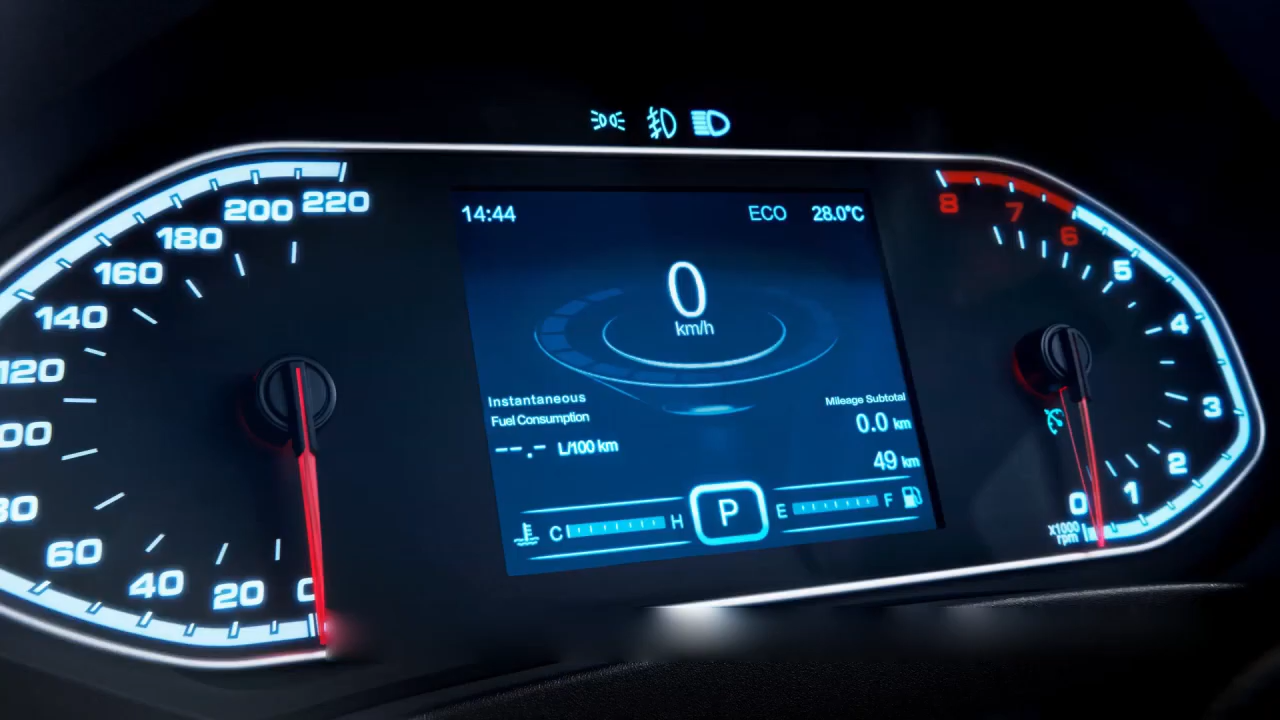 14:44
ECO 28.0°C
0
km/h
220
200
180
160
140
120
00
80
60
40
20
0
Instantaneous
Fuel Consumption
--.- L/100 km
Mileage Subtotal
0.0 km
49 km
C H P E F
8
7
6
5
4
3
2
1
0
x1000
rpm